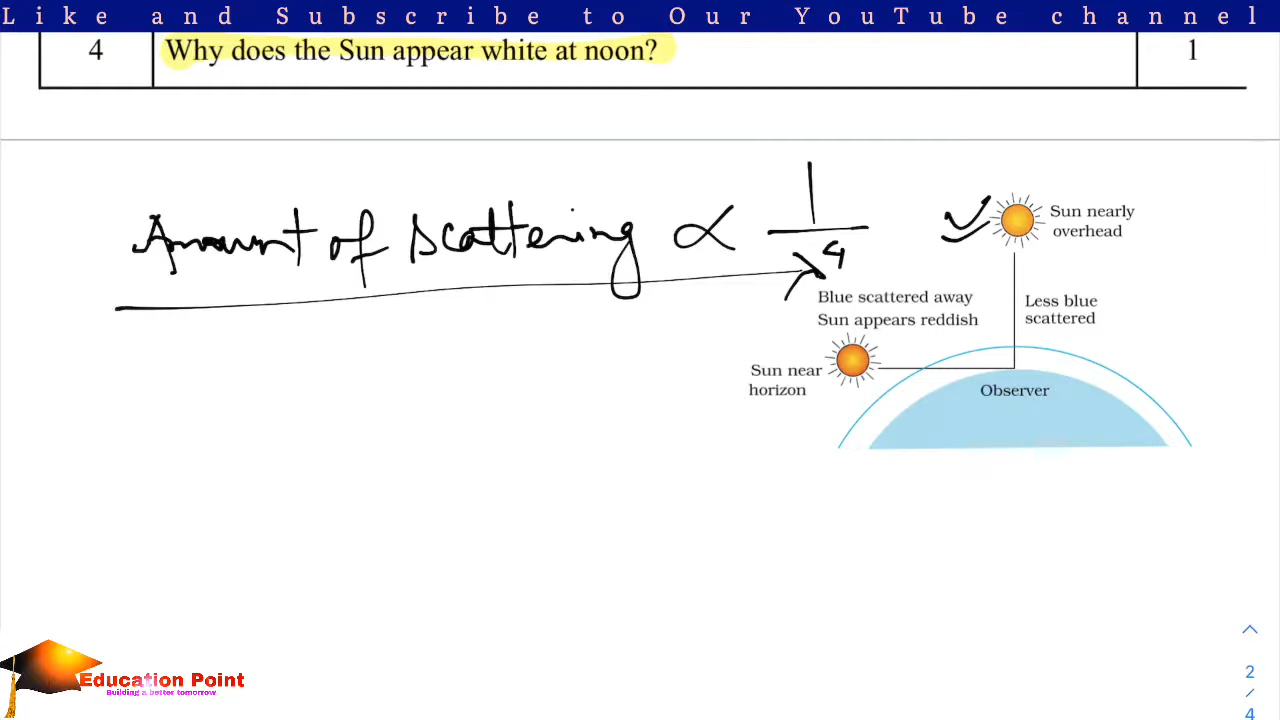 Like and Subscribe to Our YouTube channel
4 Why does the Sun appear white at noon? 1
Amount of scattering ∝ 1/λ⁴
Sun nearly
overhead
Blue scattered away
Sun appears reddish
Less blue
scattered
Sun near
horizon
Observer
Education Point
Building a better tomorrow
2
/
4